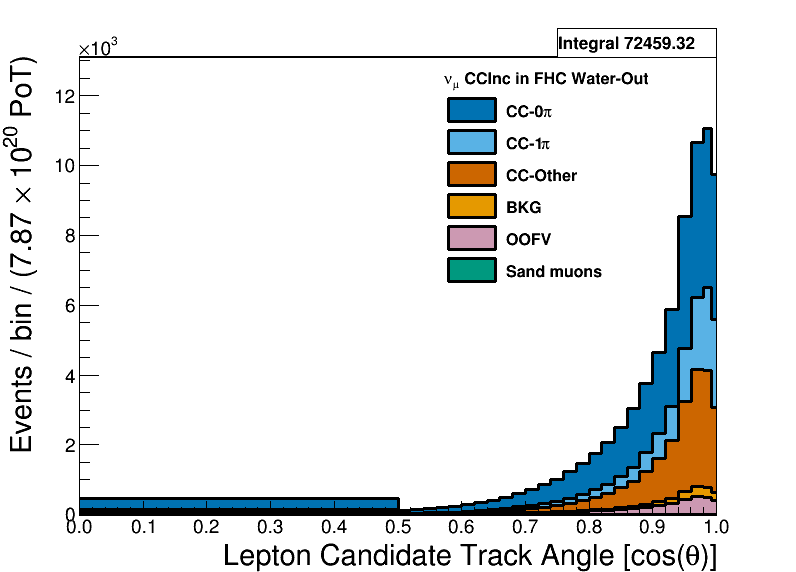 Integral 72459.32
×10³
ν_μ CCInc in FHC Water-Out
CC-0π
CC-1π
CC-Other
BKG
OOFV
Sand muons
Events / bin / (7.87 × 10²⁰ PoT)
12
10
8
6
4
2
0
0.0 0.1 0.2 0.3 0.4 0.5 0.6 0.7 0.8 0.9 1.0
Lepton Candidate Track Angle [cos(θ)]